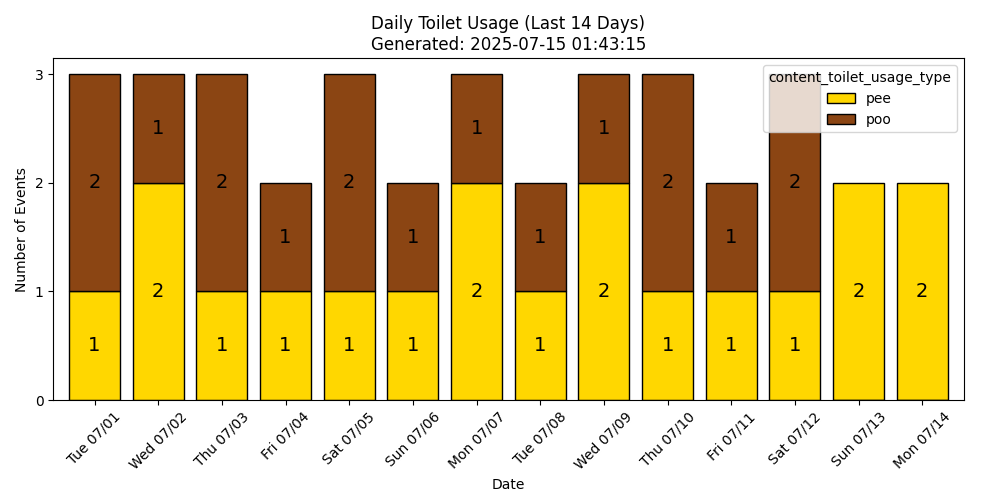 Daily Toilet Usage (Last 14 Days)
Generated: 2025-07-15 01:43:15
content_toilet_usage_type
pee
poo
Number of Events
3
2
1
0
2 1 2 1 2 1 1 1 1 2 1 2
1 2 1 1 1 1 2 1 2 1 1 1 2 2
Tue 07/01 Wed 07/02 Thu 07/03 Fri 07/04 Sat 07/05 Sun 07/06 Mon 07/07 Tue 07/08 Wed 07/09 Thu 07/10 Fri 07/11 Sat 07/12 Sun 07/13 Mon 07/14
Date